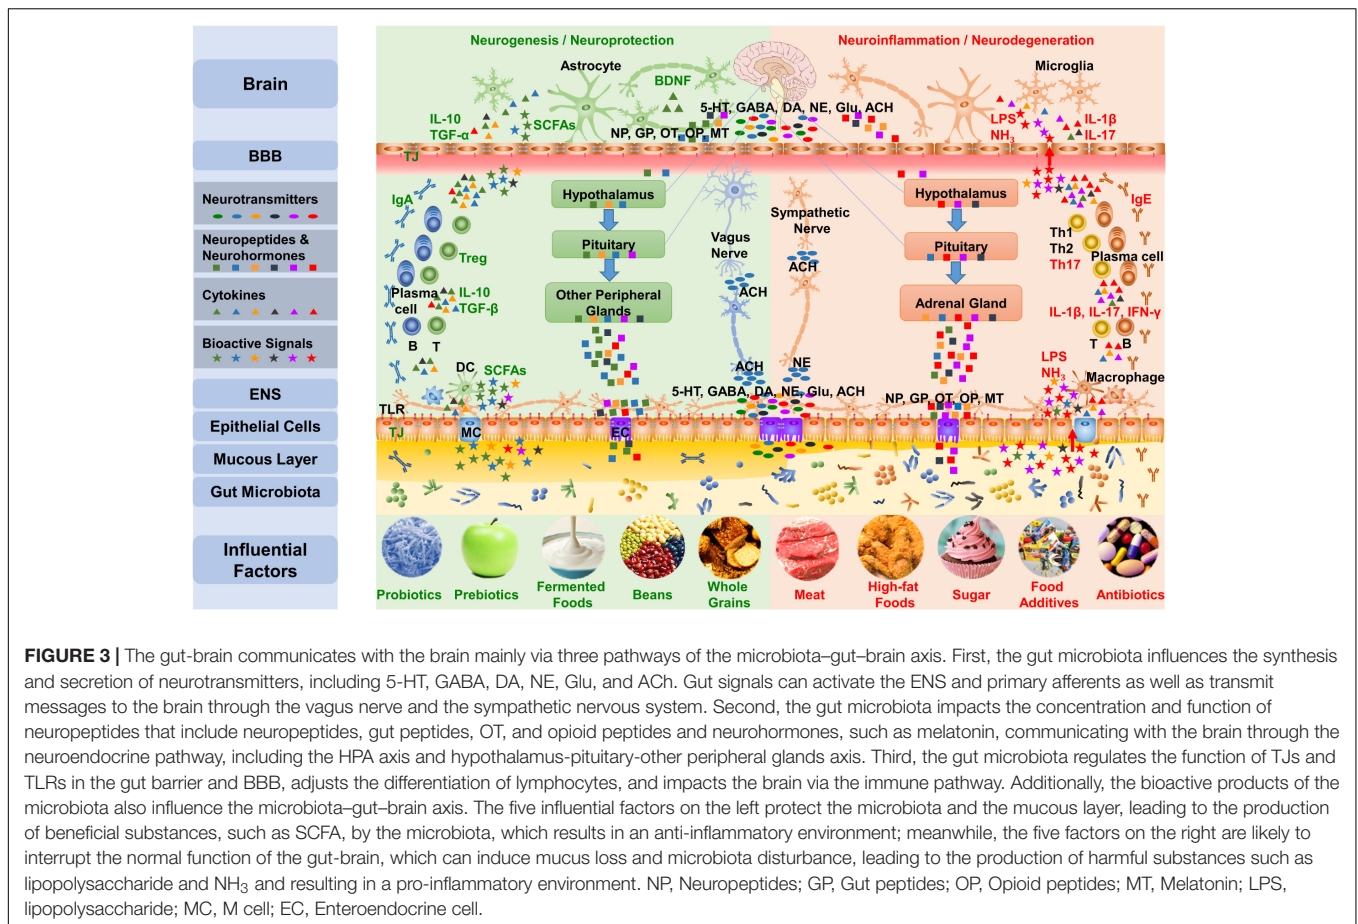 Neurogenesis / Neuroprotection
Neuroinflammation / Neurodegeneration
Brain
Astrocyte
BDNF
Microglia
IL-10
TGF-α
SCFAs
5-HT, GABA, DA, NE, Glu, ACH
NP, GP, OT, OP, MT
LPS
NH3
IL-1β
IL-17
BBB
TJ
Neurotransmitters
Neuropeptides &
Neurohormones
Cytokines
Bioactive Signals
IgA
Hypothalamus
Pituitary
Other Peripheral
Glands
Treg
Plasma
cell
IL-10
TGF-β
B
T
DC
SCFAs
Vagus
Nerve
ACH
ACH
Sympathetic
Nerve
ACH
NE
Hypothalamus
Pituitary
Adrenal Gland
IgE
Th1
Th2
Th17
Plasma cell
IL-1β, IL-17, IFN-γ
T
B
LPS
NH3
Macrophage
5-HT, GABA, DA, NE, Glu, ACH
NP, GP, OT, OP, MT
ENS
TLR
Epithelial Cells
TJ
MC
EC
Mucous Layer
Gut Microbiota
Influential
Factors
Probiotics
Prebiotics
Fermented
Foods
Beans
Whole
Grains
Meat
High-fat
Foods
Sugar
Food
Additives
Antibiotics
FIGURE 3 | The gut-brain communicates with the brain mainly via three pathways of the microbiota–gut–brain axis. First, the gut microbiota influences the synthesis
and secretion of neurotransmitters, including 5-HT, GABA, DA, NE, Glu, and ACh. Gut signals can activate the ENS and primary afferents as well as transmit
messages to the brain through the vagus nerve and the sympathetic nervous system. Second, the gut microbiota impacts the concentration and function of
neuropeptides that include neuropeptides, gut peptides, OT, and opioid peptides and neurohormones, such as melatonin, communicating with the brain through the
neuroendocrine pathway, including the HPA axis and hypothalamus-pituitary-other peripheral glands axis. Third, the gut microbiota regulates the function of TJs and
TLRs in the gut barrier and BBB, adjusts the differentiation of lymphocytes, and impacts the brain via the immune pathway. Additionally, the bioactive products of the
microbiota also influence the microbiota–gut–brain axis. The five influential factors on the left protect the microbiota and the mucous layer, leading to the production
of beneficial substances, such as SCFA, by the microbiota, which results in an anti-inflammatory environment; meanwhile, the five factors on the right are likely to
interrupt the normal function of the gut-brain, which can induce mucus loss and microbiota disturbance, leading to the production of harmful substances such as
lipopolysaccharide and NH3 and resulting in a pro-inflammatory environment. NP, Neuropeptides; GP, Gut peptides; OP, Opioid peptides; MT, Melatonin; LPS,
lipopolysaccharide; MC, M cell; EC, Enteroendocrine cell.